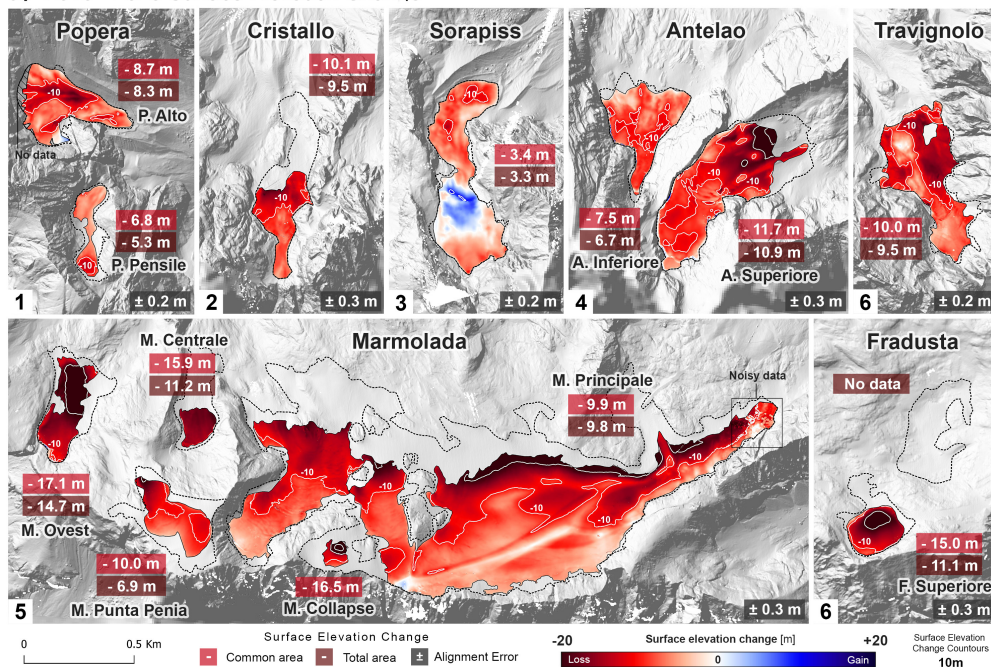 Popera
- 8.7 m
- 8.3 m
-10
P. Alto
No data
- 6.8 m
- 5.3 m
P. Pensile
-10
1
± 0.2 m
Cristallo
- 10.1 m
- 9.5 m
-10
2
± 0.3 m
Sorapiss
- 3.4 m
- 3.3 m
3
± 0.2 m
Antelao
-10
-10
- 7.5 m
- 6.7 m
A. Inferiore
- 11.7 m
- 10.9 m
A. Superiore
4
± 0.3 m
Travignolo
-10
-10
- 10.0 m
- 9.5 m
6
± 0.2 m
Marmolada
M. Centrale
- 15.9 m
- 11.2 m
M. Principale
- 9.9 m
- 9.8 m
Noisy data
-10
-10
-10
-10
-10
-10
- 17.1 m
- 14.7 m
M. Ovest
- 10.0 m
- 6.9 m
M. Punta Penia
- 16.5 m
M. Collapse
5
± 0.3 m
Fradusta
No data
-10
- 15.0 m
- 11.1 m
F. Superiore
6
± 0.3 m
0 0.5 Km
Surface Elevation Change
- Common area - Total area ± Alignment Error
-20 Surface elevation change [m] +20
Loss 0 Gain
Surface Elevation
Change Countours
10m